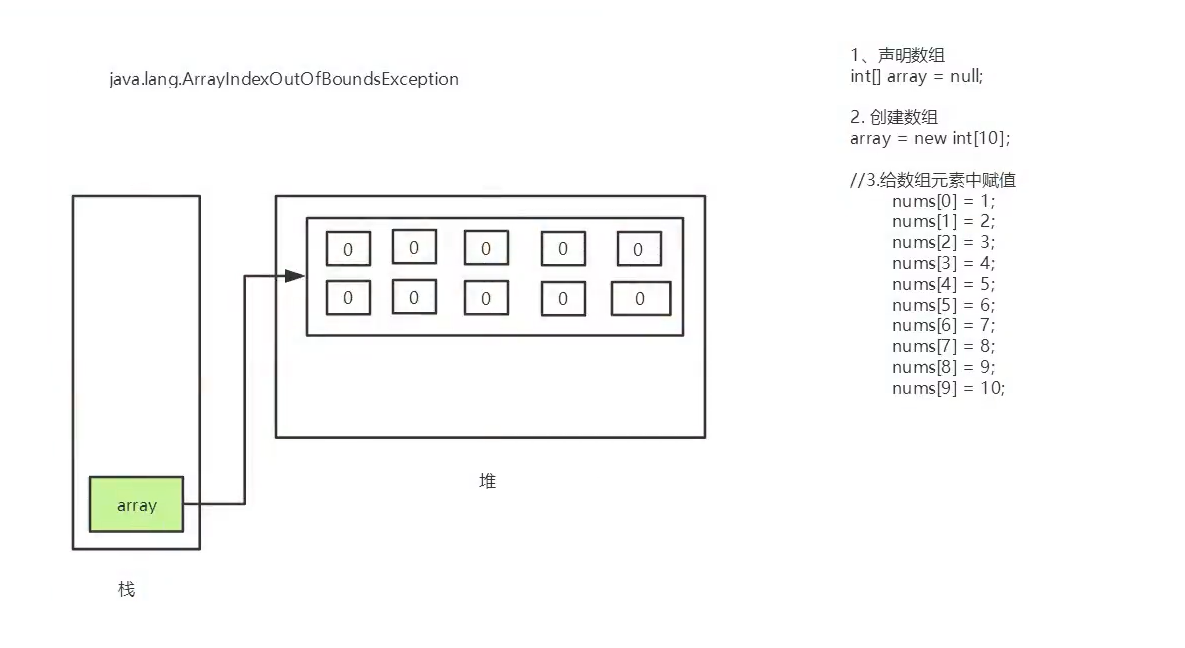 java.lang.ArrayIndexOutOfBoundsException
1、声明数组
int[] array = null;
2. 创建数组
array = new int[10];
//3.给数组元素中赋值
nums[0] = 1;
nums[1] = 2;
nums[2] = 3;
nums[3] = 4;
nums[4] = 5;
nums[5] = 6;
nums[6] = 7;
nums[7] = 8;
nums[8] = 9;
nums[9] = 10;
0 0 0 0 0
0 0 0 0 0
堆
array
栈